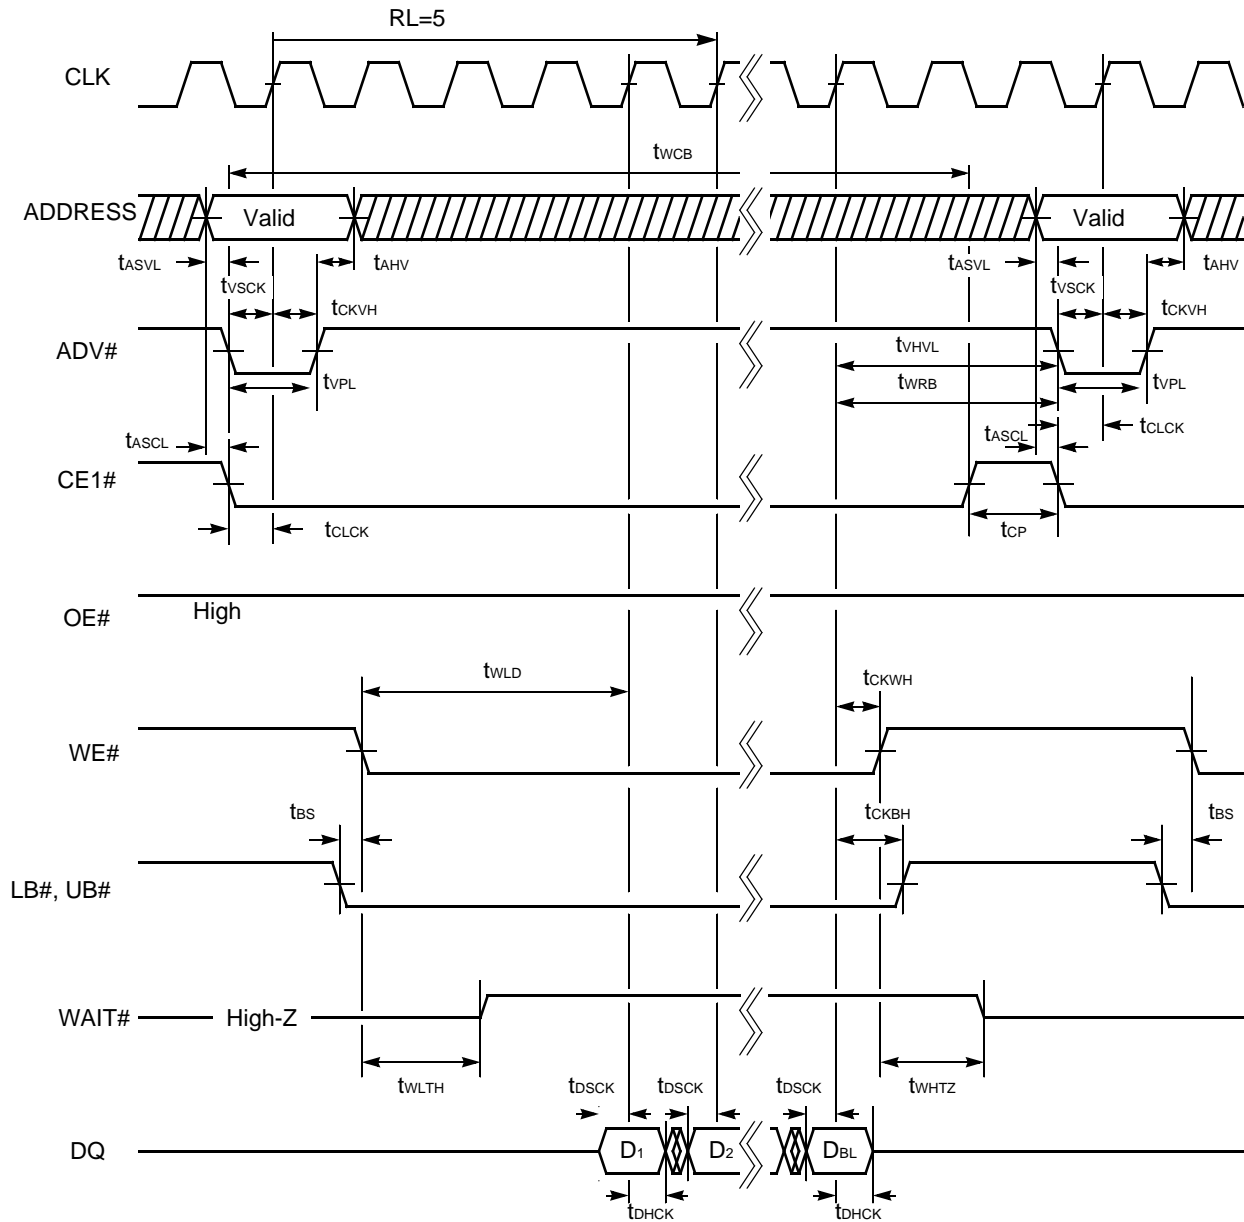 RL=5
CLK
tWCB
ADDRESS Valid Valid
tASVL tAHV tASVL tAHV
tVSCK tVSCK
tCKVH tCKVH
ADV# tVHVL
tVPL tWRB tVPL
tASCL tASCL tCLCK
CE1#
tCLCK tCP
OE# High
tWLD tCKWH
WE#
tBS tCKBH tBS
LB#, UB#
WAIT# High-Z
tWLTH tDSCK tDSCK tDSCK tWHTZ
DQ D1 D2 DBL
tDHCK tDHCK